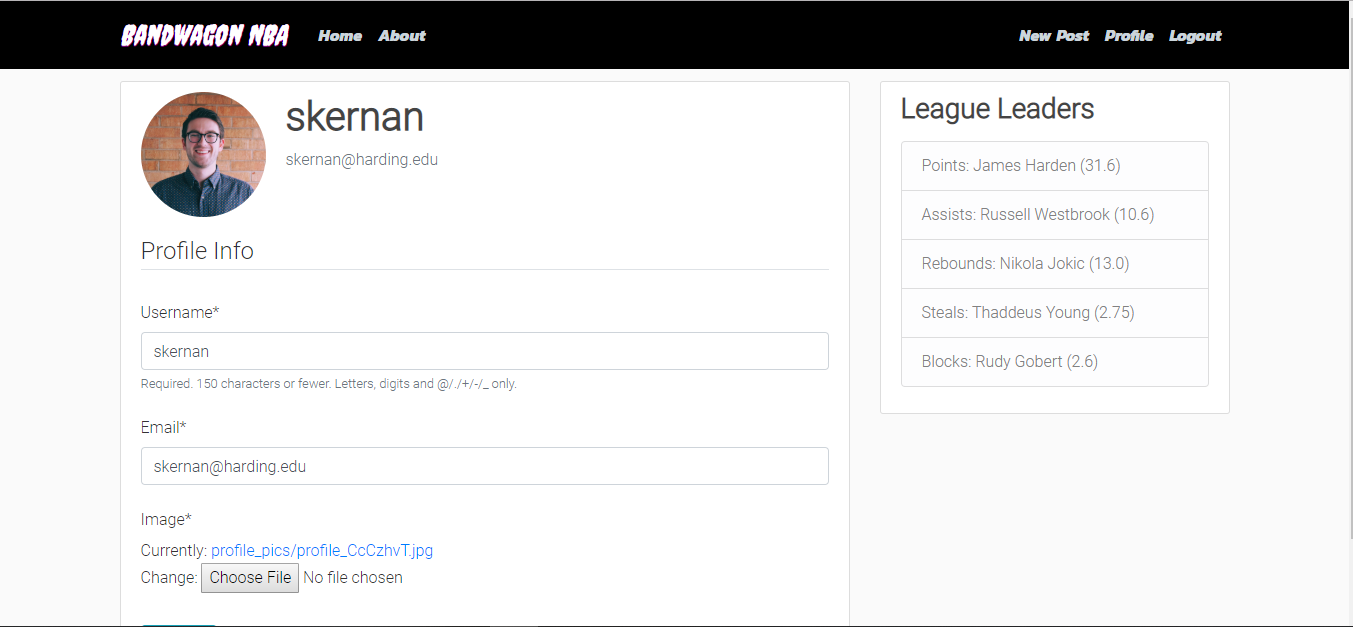 BANDWAGON NBA Home About New Post Profile Logout
skernan
skernan@harding.edu
Profile Info
Username*
skernan
Required. 150 characters or fewer. Letters, digits and @/./+/-/_ only.
Email*
skernan@harding.edu
Image*
Currently: profile_pics/profile_CcCzhvT.jpg
Change: Choose File No file chosen
League Leaders
Points: James Harden (31.6)
Assists: Russell Westbrook (10.6)
Rebounds: Nikola Jokic (13.0)
Steals: Thaddeus Young (2.75)
Blocks: Rudy Gobert (2.6)